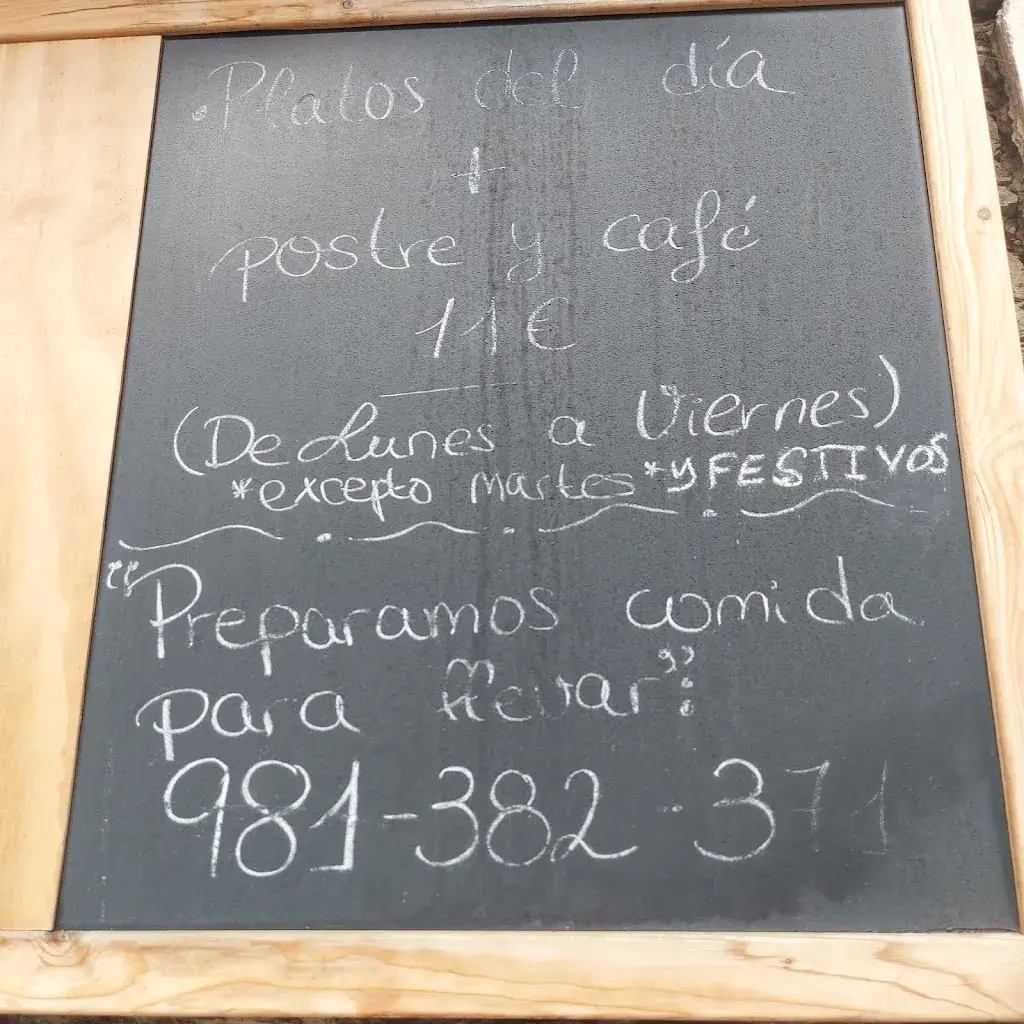 . Platos del día
+
postre y café
11€
(De Lunes a Viernes)
*excepto martes* y FESTIVOS
"Preparamos comida
para llevar":
981-382-371